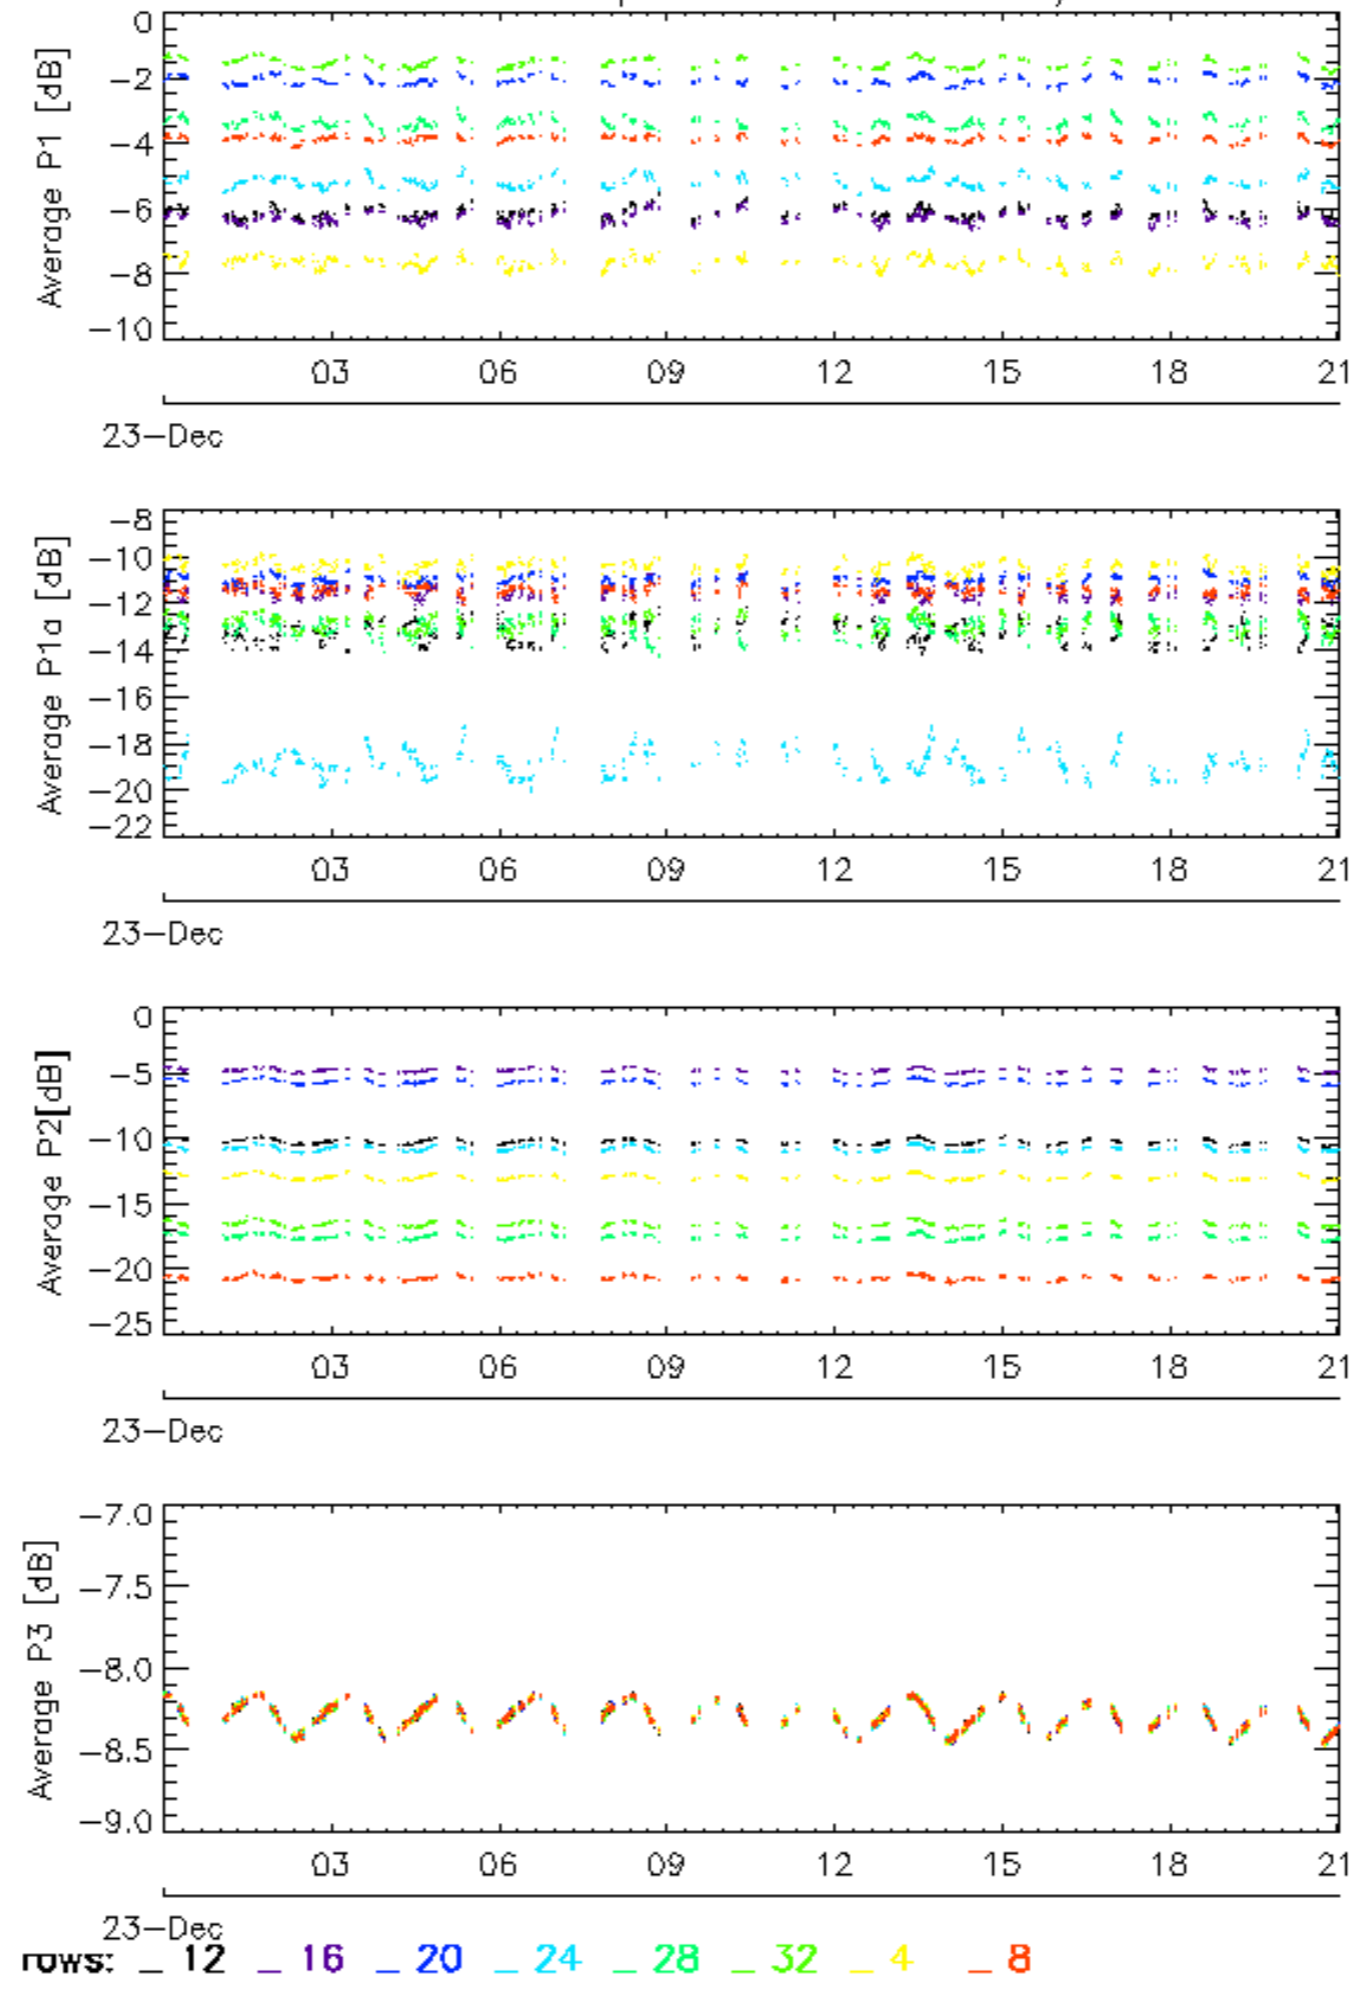 0
−2
−4
−6
−8
−10
Average P1 [dB]
03 06 09 12 15 18 21
23−Dec
−8
−10
−12
−14
−16
−18
−20
−22
Average P1a [dB]
03 06 09 12 15 18 21
23−Dec
0
−5
−10
−15
−20
−25
Average P2[dB]
03 06 09 12 15 18 21
23−Dec
−7.0
−7.5
−8.0
−8.5
−9.0
Average P3 [dB]
03 06 09 12 15 18 21
23−Dec
rows: _ 12 _ 16 _ 20 _ 24 _ 28 _ 32 _ 4 _ 8